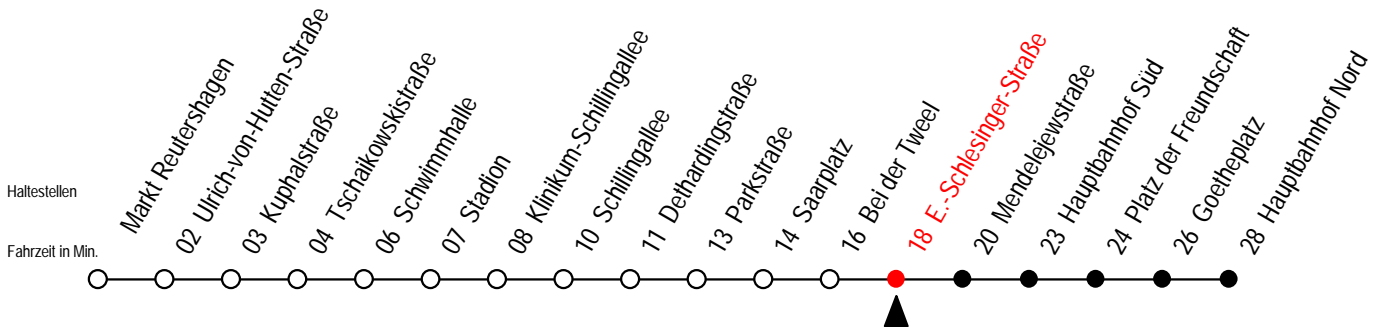 Haltestellen
Fahrzeit in Min.
Markt Reutershagen
02 Ulrich-von-Hutten-Straße
03 Kuphalstraße
04 Tschaikowskistraße
06 Schwimmhalle
07 Stadion
08 Klinikum-Schillingallee
10 Schillingallee
11 Dethardingstraße
13 Parkstraße
14 Saarplatz
16 Bei der Tweel
18 E.-Schlesinger-Straße
20 Mendelejewstraße
23 Hauptbahnhof Süd
24 Platz der Freundschaft
26 Goetheplatz
28 Hauptbahnhof Nord